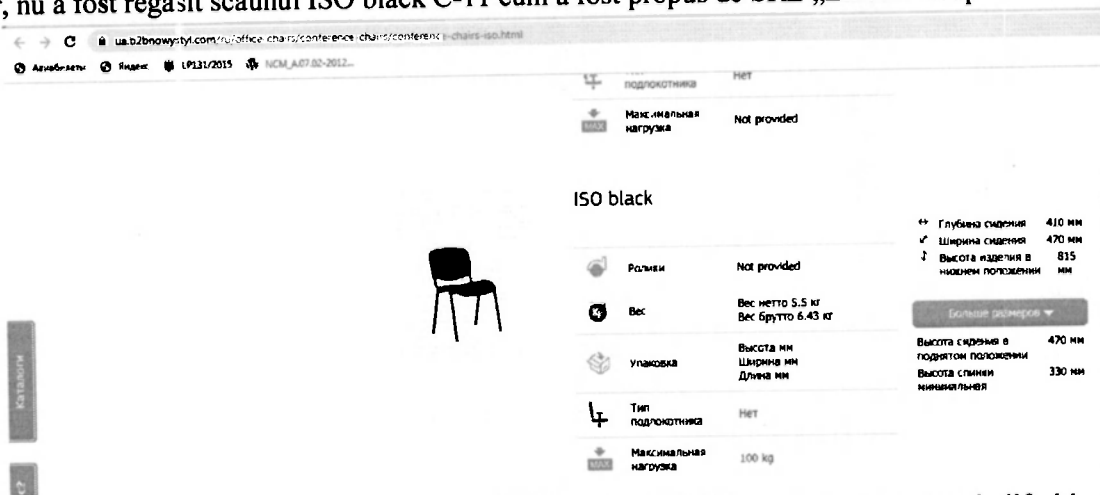 nu a fost regăsit scaunul ISO black C-11 cum a fost propus de SRL
ua.b2bnowystyl.com/ru/office-chairs/conference-chairs/conference-chairs-iso.html
Авиабилеты Яндекс LP131/2015 NCM_A.07.02-2012...
подлокотника Нет
MAX Максимальная нагрузка Not provided
ISO black
Ролики Not provided
Вес Вес нетто 5.5 кг
Вес брутто 6.43 кг
Упаковка Высота мм
Ширина мм
Длина мм
Тип подлокотника Нет
MAX Максимальная нагрузка 100 kg
Глубина сидения 410 мм
Ширина сидения 470 мм
Высота изделия в нижнем положении 815 мм
Больше размеров
Высота сидения в поднятом положении 470 мм
Высота спинки минимальная 330 мм
Каталоги